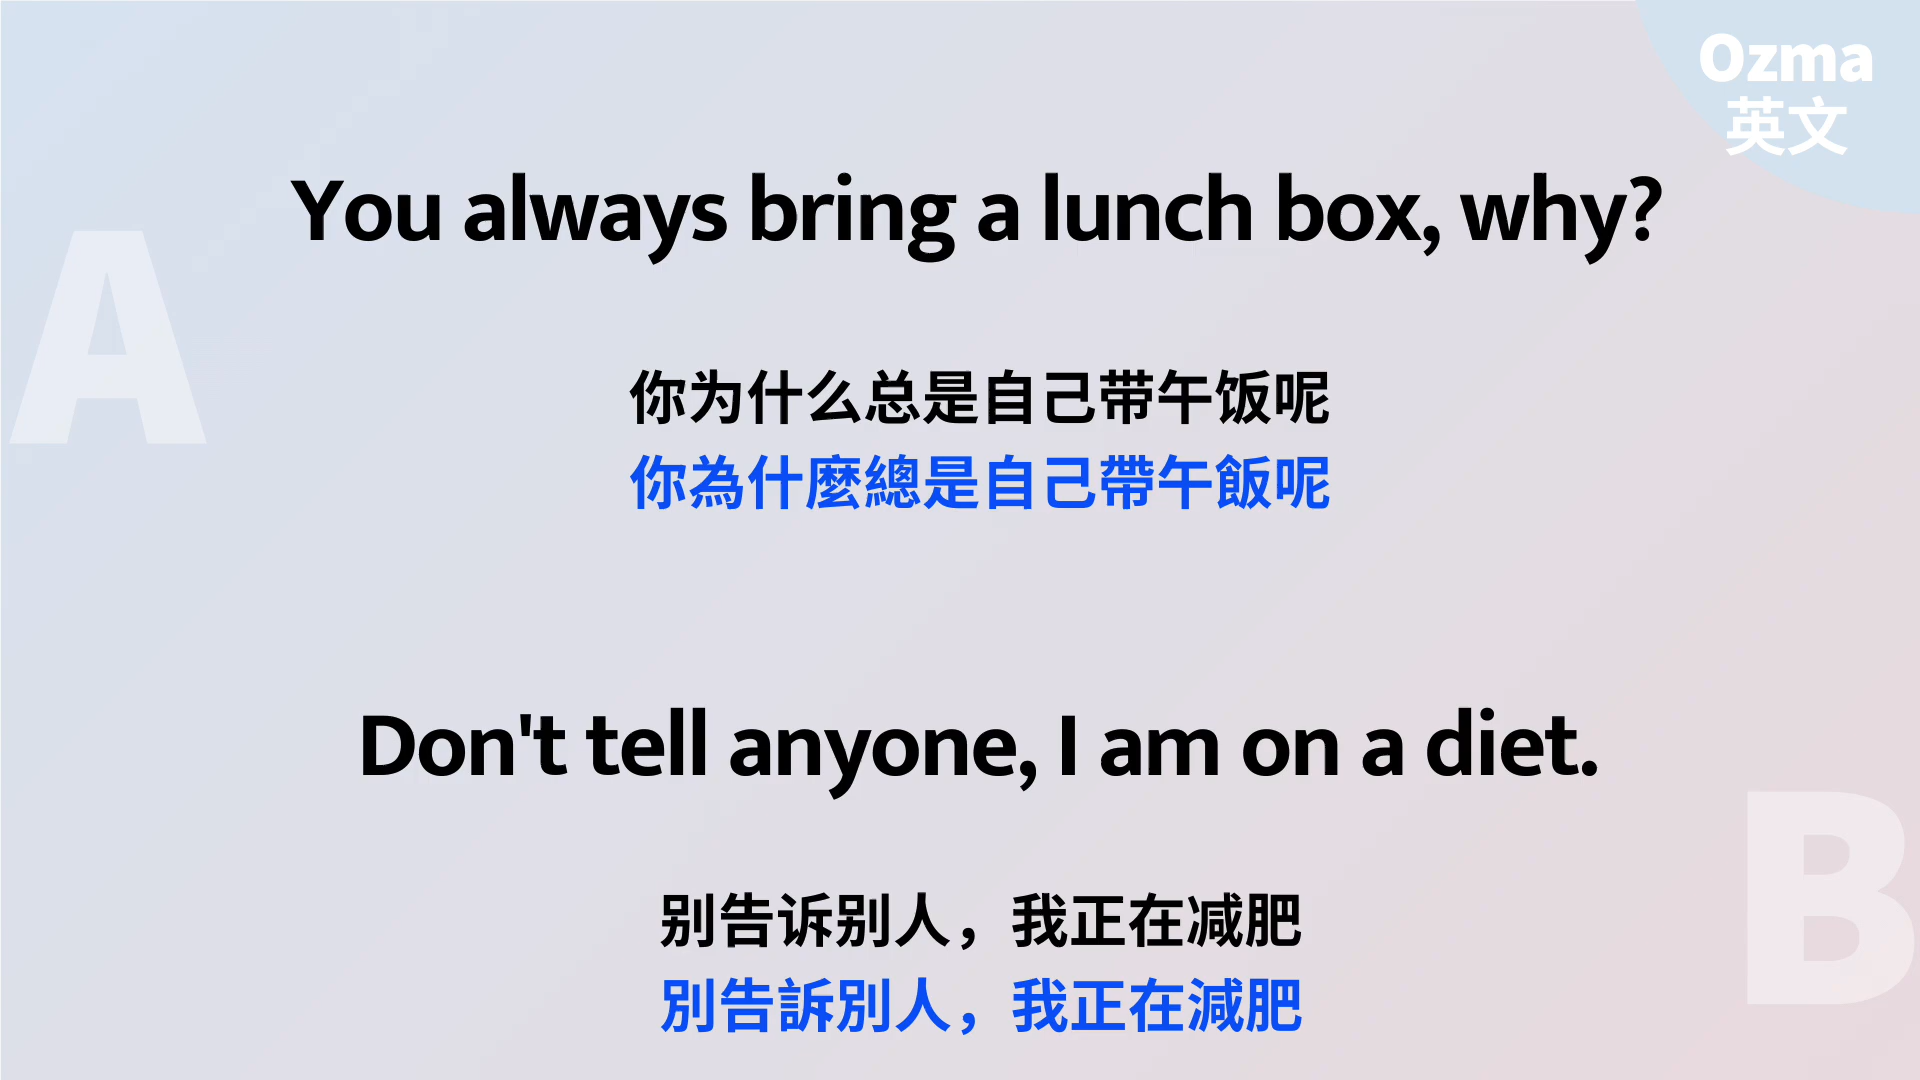 Ozma
英文
A
You always bring a lunch box, why?
你为什么总是自己带午饭呢
你為什麼總是自己帶午飯呢
Don't tell anyone, I am on a diet.
B
别告诉别人，我正在减肥
別告訴別人，我正在減肥